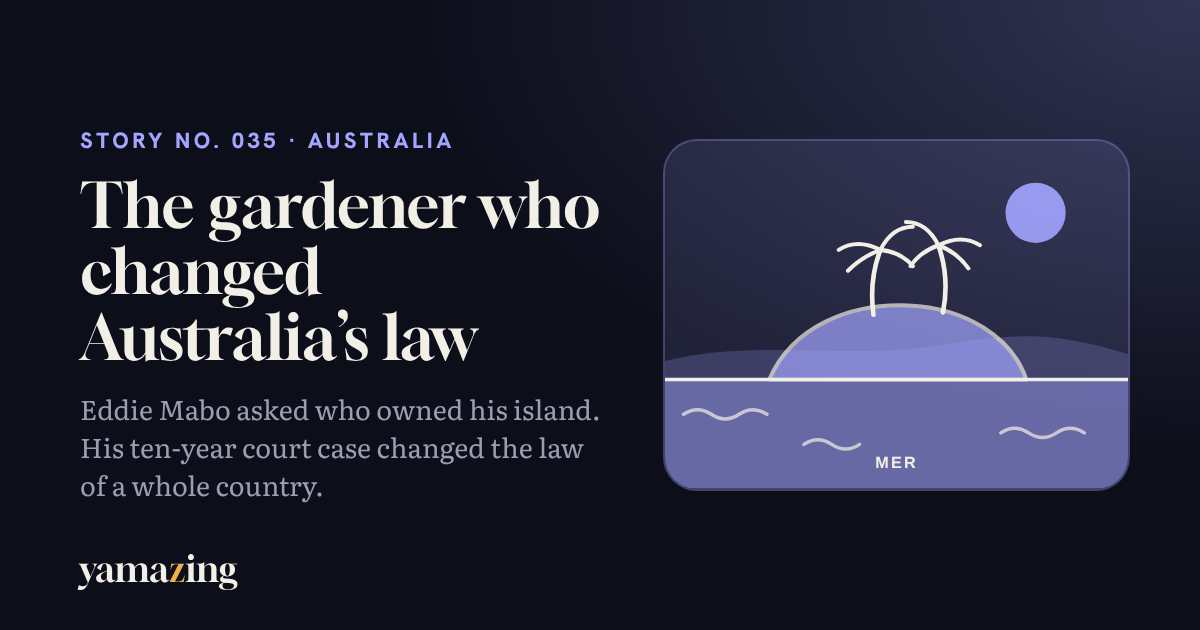 STORY NO. 035 · AUSTRALIA
The gardener who
changed
Australia’s law
Eddie Mabo asked who owned his island.
His ten-year court case changed the law
of a whole country.
MER
yamazing